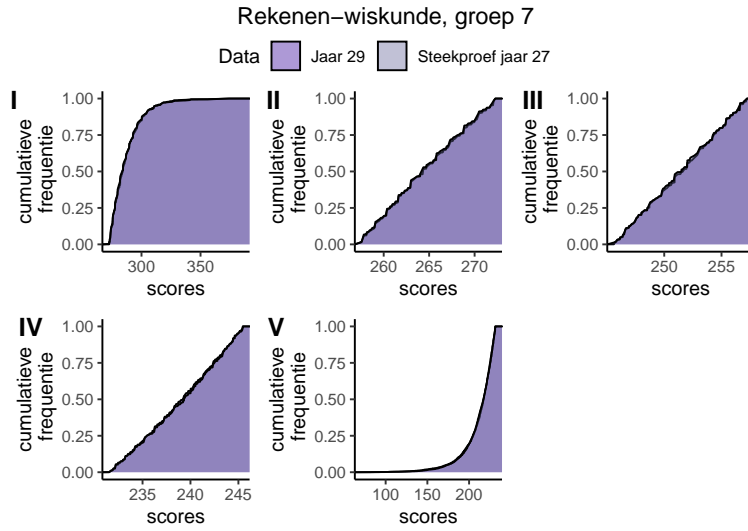 Rekenen−wiskunde, groep 7
Data Jaar 29 Steekproef jaar 27
I
cumulatieve
frequentie
1.00
0.75
0.50
0.25
0.00
300 350
scores
II
cumulatieve
frequentie
1.00
0.75
0.50
0.25
0.00
260 265 270
scores
III
cumulatieve
frequentie
1.00
0.75
0.50
0.25
0.00
250 255
scores
IV
cumulatieve
frequentie
1.00
0.75
0.50
0.25
0.00
235 240 245
scores
V
cumulatieve
frequentie
1.00
0.75
0.50
0.25
0.00
100 150 200
scores